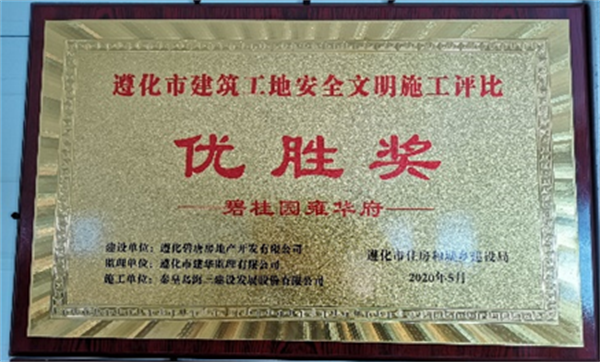 遵化市建筑工地安全文明施工评比
优胜奖
碧桂园雍华府
建设单位：遵化碧唐房地产开发有限公司
监理单位：遵化市建华监理有限公司
施工单位：秦皇岛海三建设发展股份有限公司
遵化市住房和城乡建设局
2020年5月